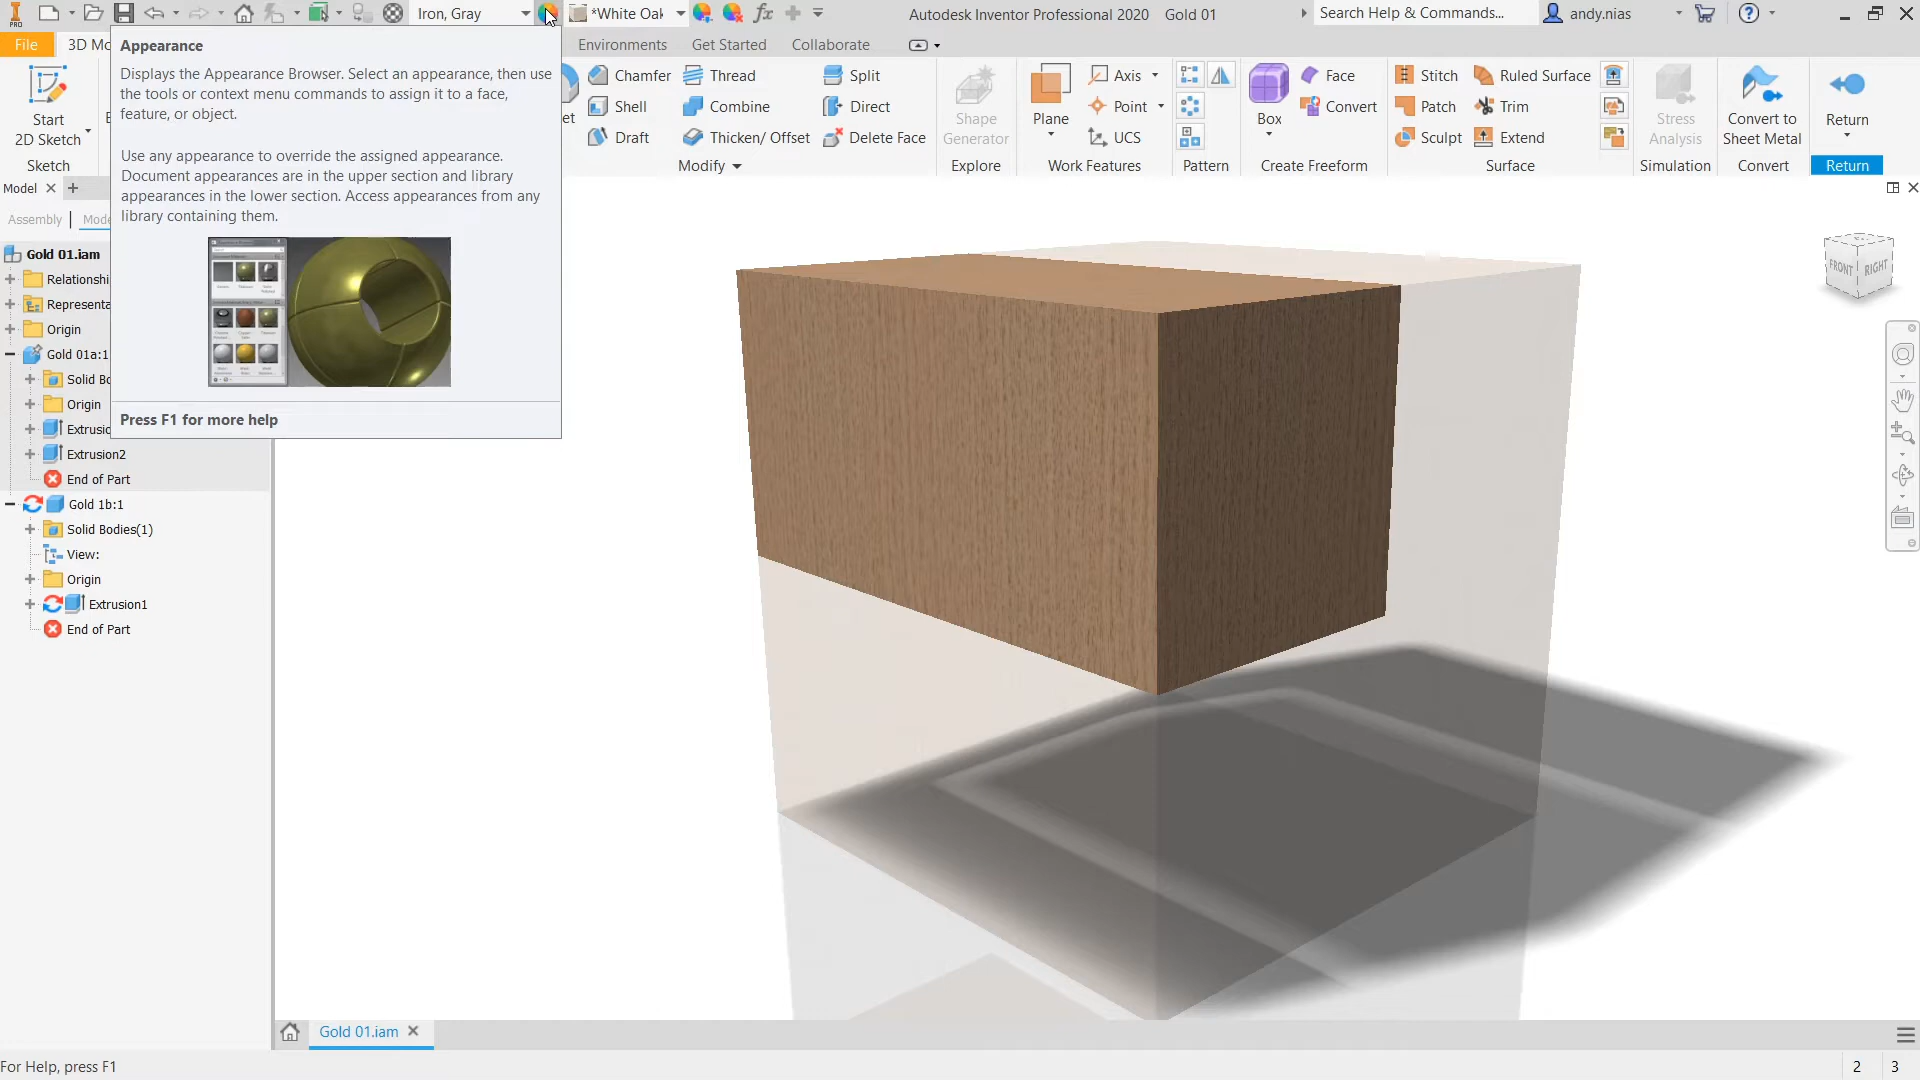 PRO
Iron, Gray
*White Oak
Autodesk Inventor Professional 2020 Gold 01
Search Help & Commands...
andy.nias
File
3D Mo
Environments
Get Started
Collaborate
Appearance
Displays the Appearance Browser. Select an appearance, then use
the tools or context menu commands to assign it to a face,
feature, or object.
Use any appearance to override the assigned appearance.
Document appearances are in the upper section and library
appearances in the lower section. Access appearances from any
library containing them.
Press F1 for more help
Start
2D Sketch
Sketch
et
Chamfer
Shell
Draft
Thread
Combine
Thicken/ Offset
Split
Direct
Delete Face
Modify
Shape
Generator
Explore
Plane
Axis
Point
UCS
Work Features
Pattern
Box
Face
Convert
Create Freeform
Stitch
Patch
Sculpt
Ruled Surface
Trim
Extend
Surface
Stress
Analysis
Simulation
Convert to
Sheet Metal
Convert
Return
Return
Model
Assembly
Mode
Gold 01.iam
Relationshi
Representa
Origin
Gold 01a:1
Solid Bo
Origin
Extrusio
Extrusion2
End of Part
Gold 1b:1
Solid Bodies(1)
View:
Origin
Extrusion1
End of Part
FRONT
RIGHT
Gold 01.iam
For Help, press F1
2
3